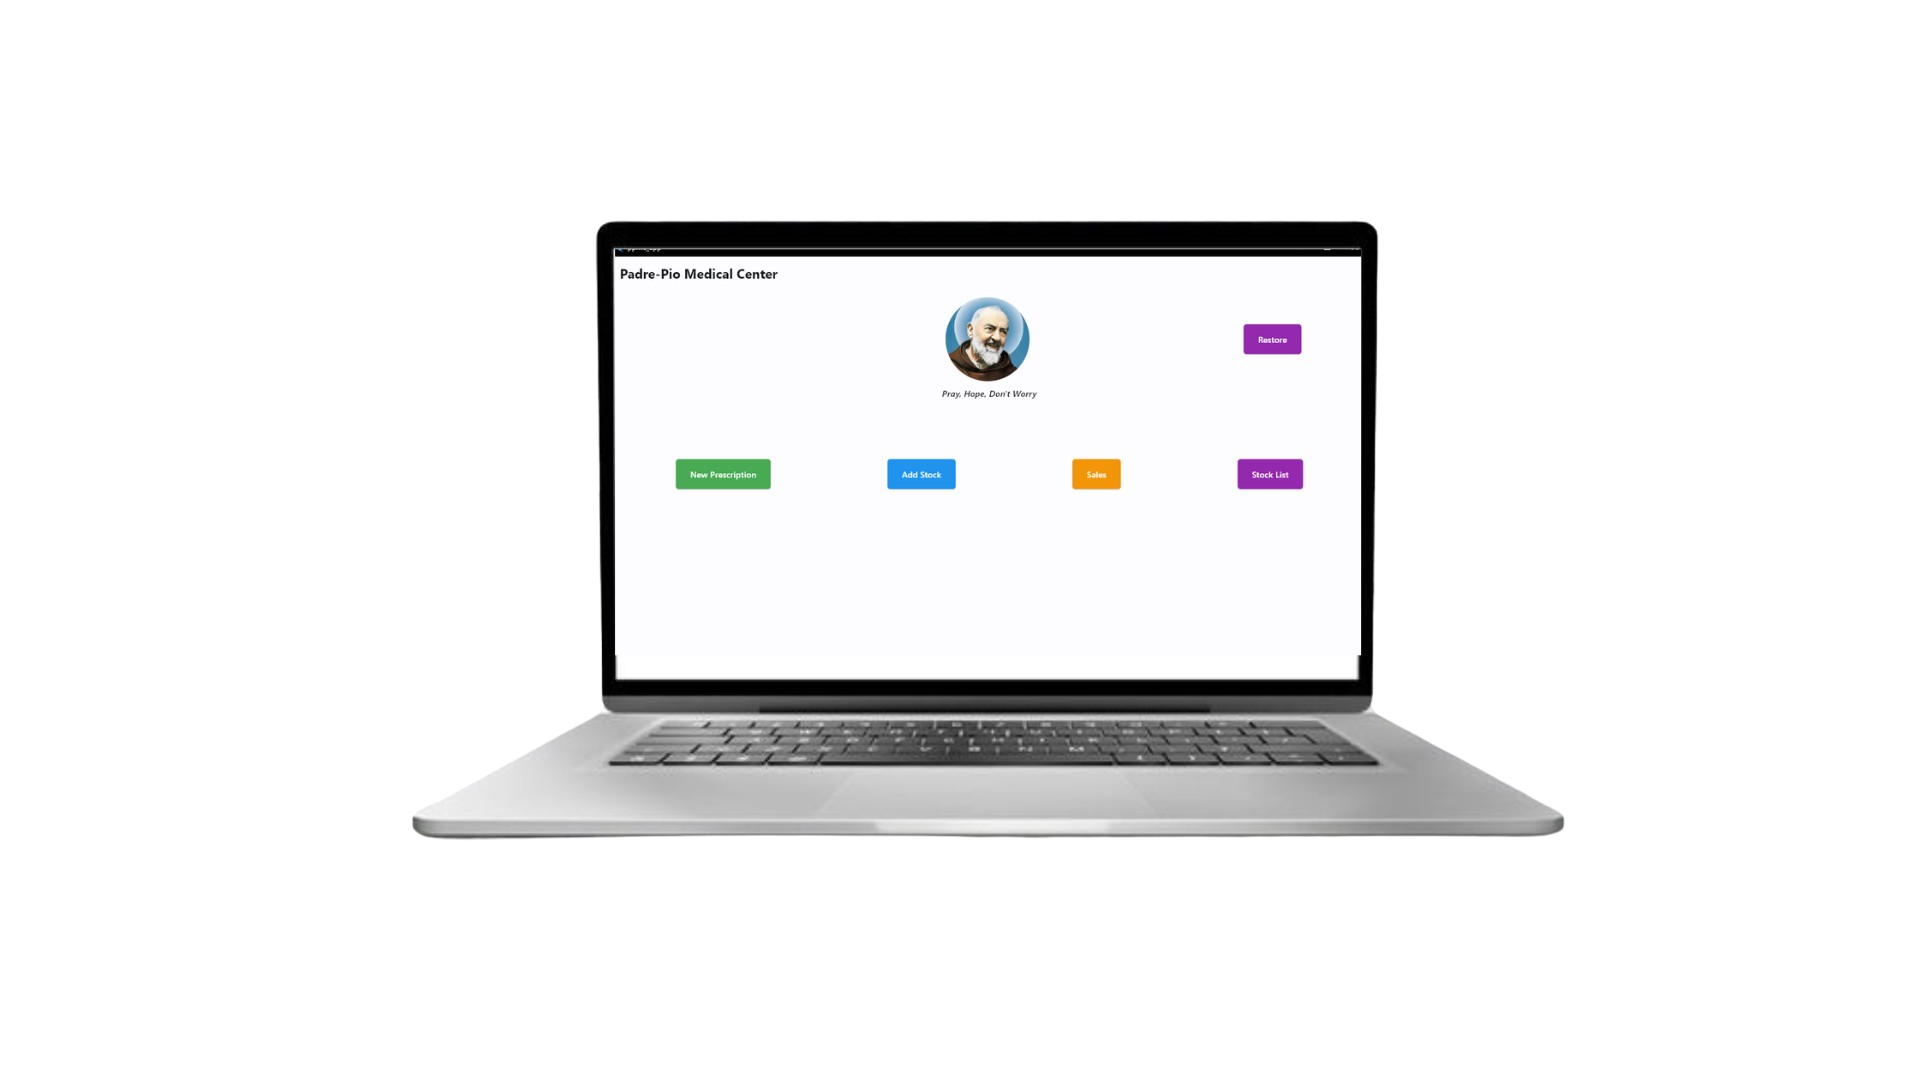 Padre-Pio Medical Center
Restore
Pray, Hope, Don't Worry
New Prescription
Add Stock
Sales
Stock List